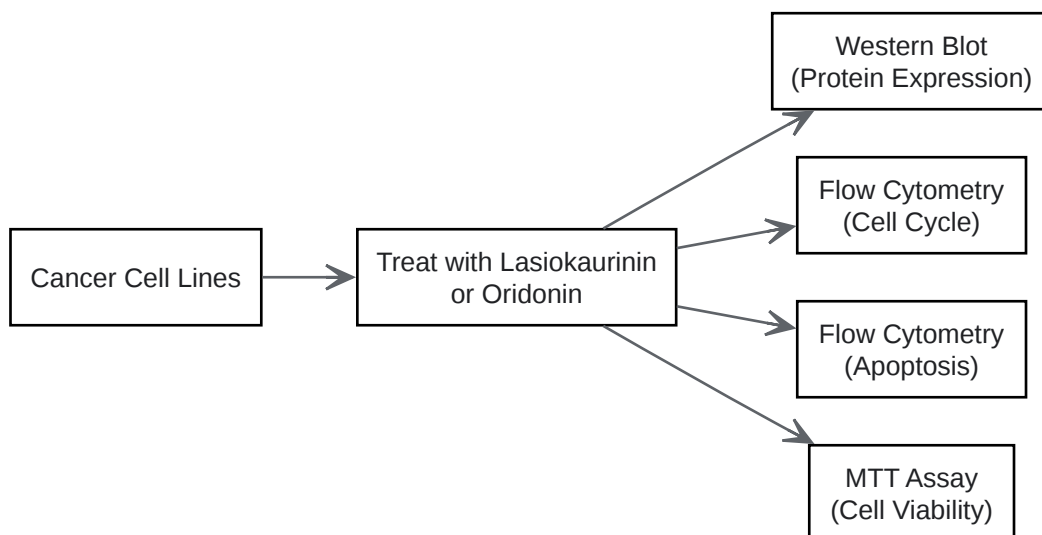 Western Blot
(Protein Expression)
Flow Cytometry
(Cell Cycle)
Cancer Cell Lines
Treat with Lasiokaurinin
or Oridonin
Flow Cytometry
(Apoptosis)
MTT Assay
(Cell Viability)